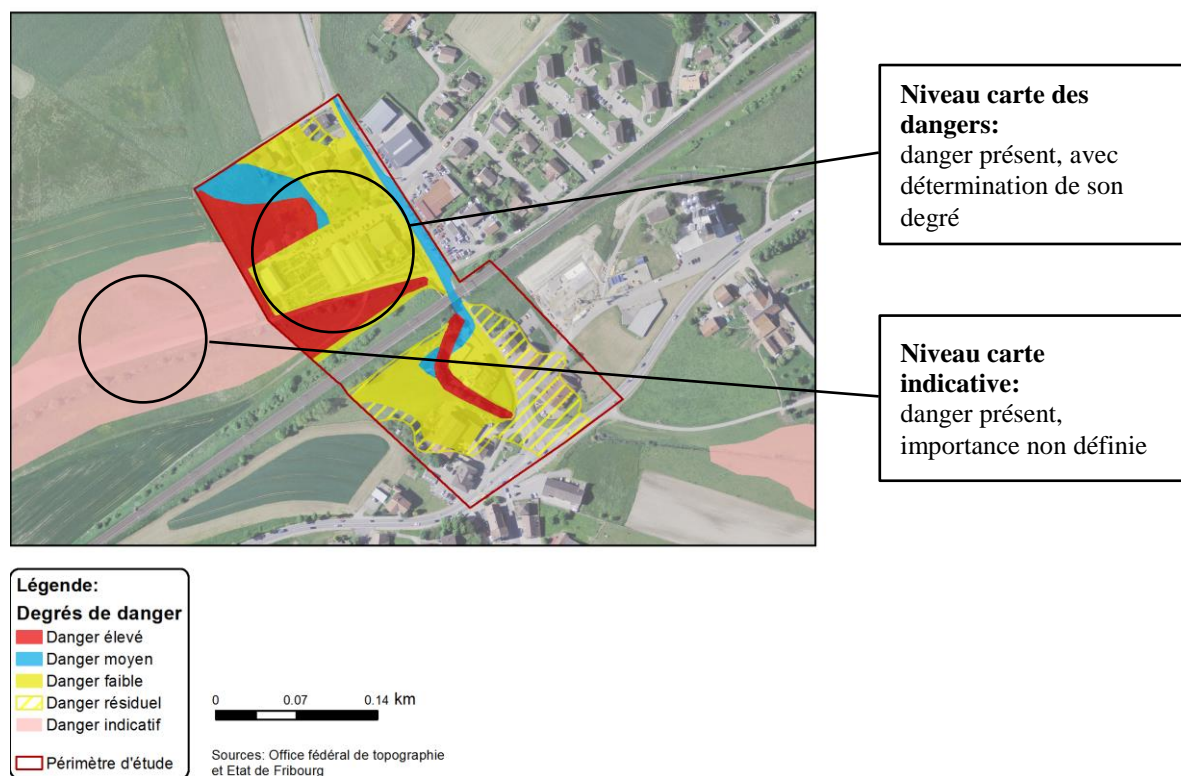 Niveau carte des
dangers:
danger présent, avec
détermination de son
degré
Niveau carte
indicative:
danger présent,
importance non définie
Légende:
Degrés de danger
Danger élevé
Danger moyen
Danger faible
Danger résiduel
Danger indicatif
Périmètre d'étude
0 0.07 0.14 km
Sources: Office fédéral de topographie
et Etat de Fribourg